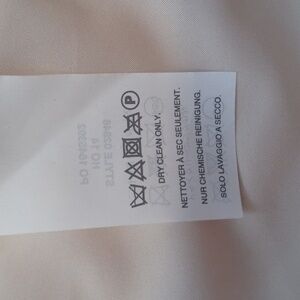 P
DRY CLEAN ONLY.
NETTOYER À SEC SEULEMENT.
NUR CHEMISCHE REINIGUNG.
SOLO LAVAGGIO A SECCO.